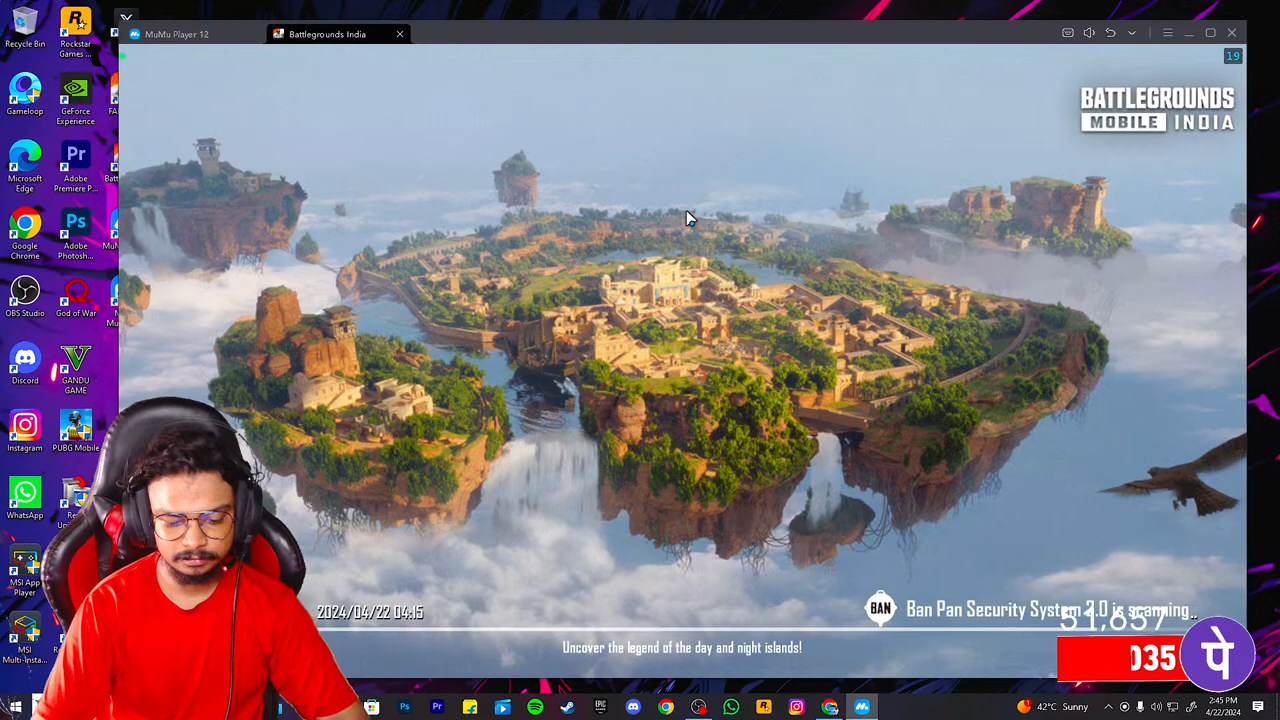 MuMu Player 12
Battlegrounds India
19
BATTLEGROUNDS
MOBILE INDIA
Recycle Bin
Rockstar Games ...
Gameloop
GeForce Experience
Microsoft Edge
Adobe Premiere P...
Google Chrome
Adobe Photosh...
OBS Studio
God of War
Discord
GANDU GAME
Instagram
PUBG Mobile
WhatsApp
MSI App Player
MSI Multi-Insta...
2024/04/22 04:15
BAN
Ban Pan Security System 2.0 is scanning..
51,657
035
पे
Uncover the legend of the day and night islands!
42°C Sunny
2:45 PM
4/22/2024